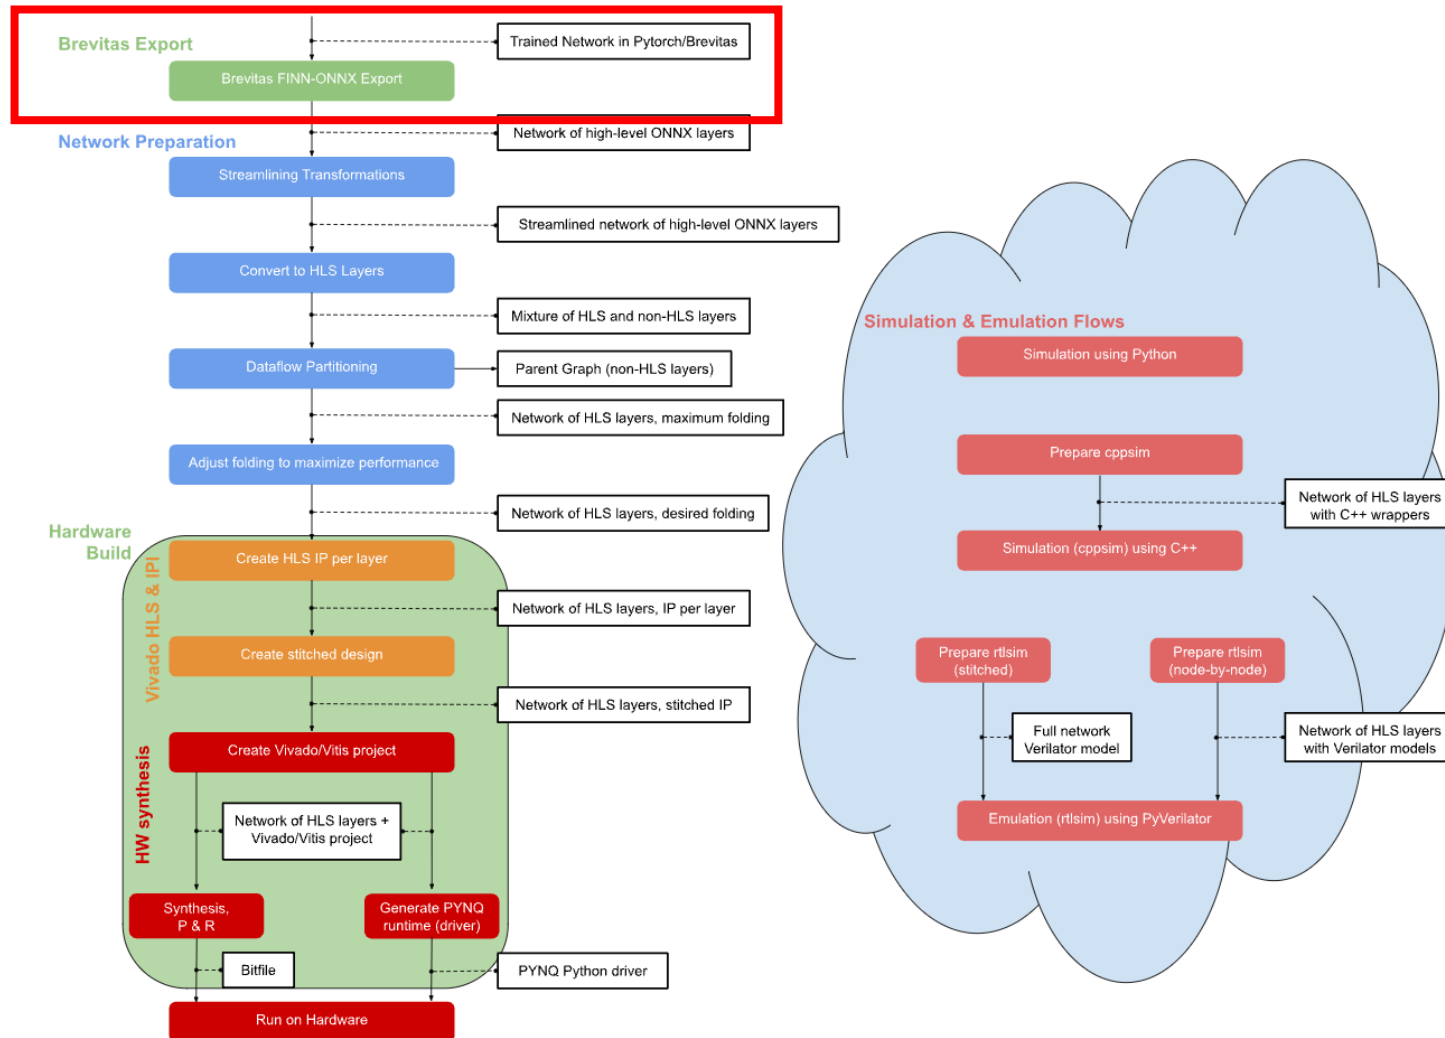 Brevitas Export
Trained Network in Pytorch/Brevitas
Brevitas FINN-ONNX Export
Network of high-level ONNX layers
Network Preparation
Streamlining Transformations
Streamlined network of high-level ONNX layers
Convert to HLS Layers
Mixture of HLS and non-HLS layers
Dataflow Partitioning
Parent Graph (non-HLS layers)
Network of HLS layers, maximum folding
Adjust folding to maximize performance
Network of HLS layers, desired folding
Hardware
Build
Vivado HLS & IPI
Create HLS IP per layer
Network of HLS layers, IP per layer
Create stitched design
Network of HLS layers, stitched IP
HW synthesis
Create Vivado/Vitis project
Network of HLS layers +
Vivado/Vitis project
Synthesis,
P & R
Generate PYNQ
runtime (driver)
Bitfile
PYNQ Python driver
Run on Hardware
Simulation & Emulation Flows
Simulation using Python
Prepare cppsim
Network of HLS layers
with C++ wrappers
Simulation (cppsim) using C++
Prepare rtlsim
(stitched)
Prepare rtlsim
(node-by-node)
Full network
Verilator model
Network of HLS layers
with Verilator models
Emulation (rtlsim) using PyVerilator